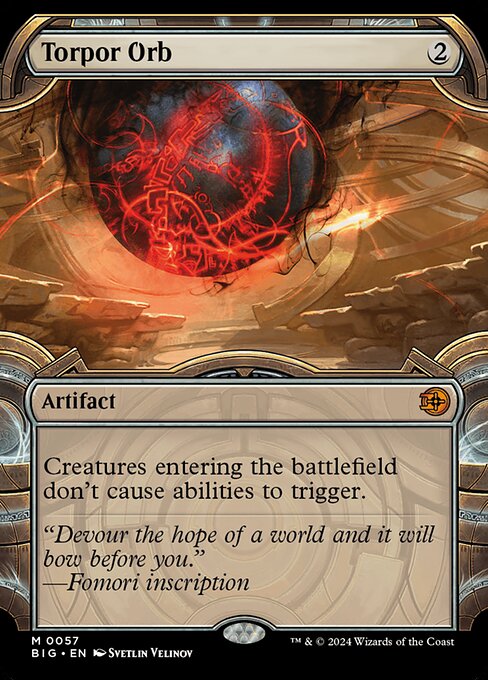 Torpor Orb 2
Artifact
Creatures entering the battlefield
don't cause abilities to trigger.
“Devour the hope of a world and it will
bow before you.”
—Fomori inscription
M 0057
BIG • EN Svetlin Velinov
™ & © 2024 Wizards of the Coast